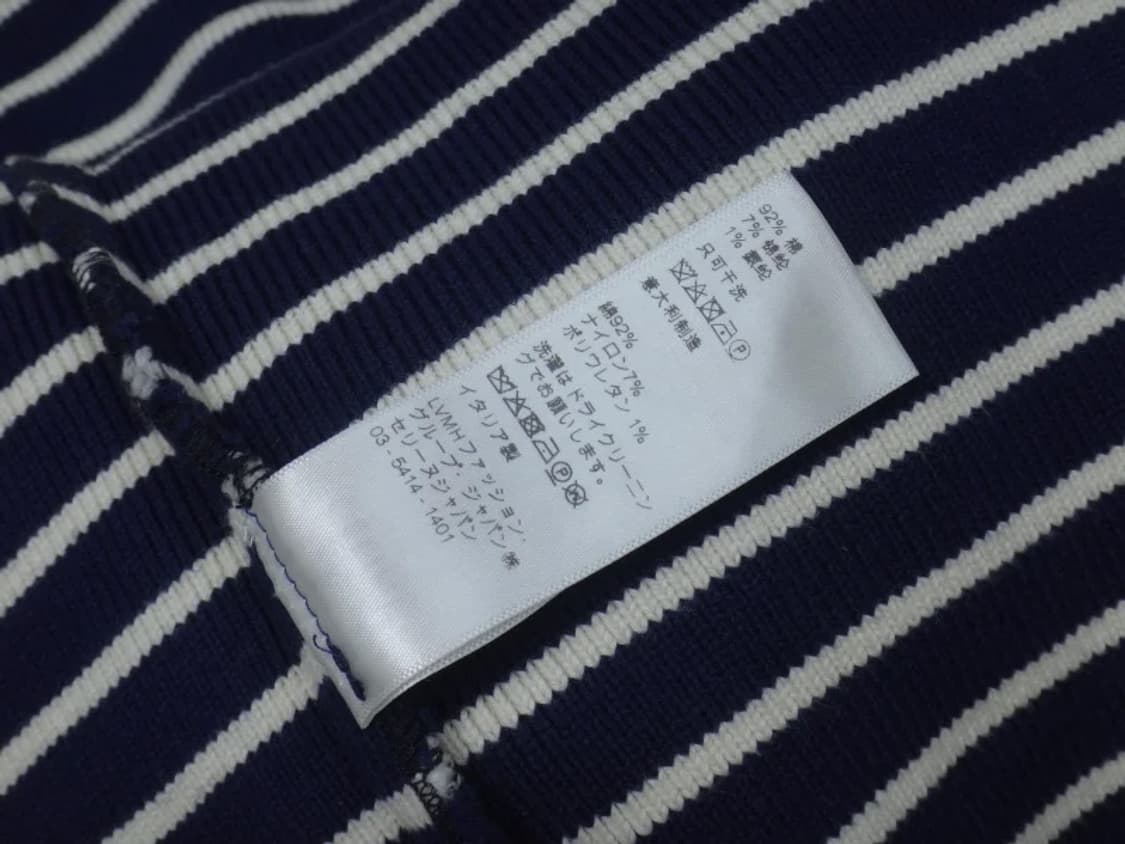 92% 棉
7% 锦纶
1% 氨纶
只可干洗
P
意大利制造
綿92%
ナイロン7%
ポリウレタン 1%
洗濯は ドライクリーニン
グでお願いします。
P W
イタリア製
LVMHファッション・
グループ・ジャパン㈱
セリーヌジャパン
03-5414-1401